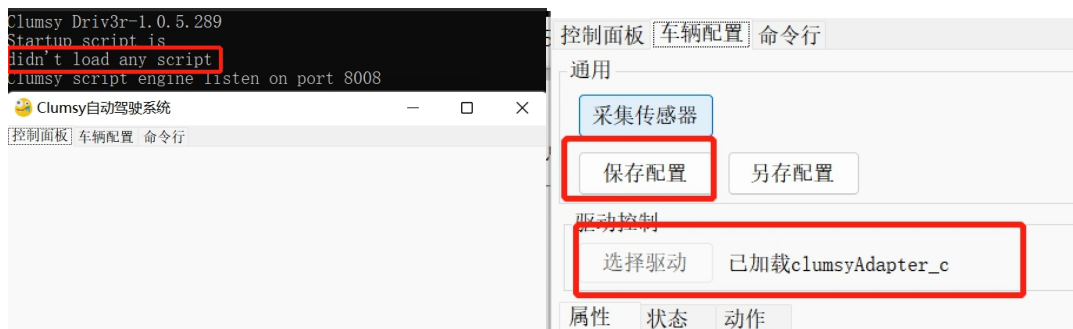 Clumsy Driv3r-1.0.5.289
Startup script is
didn't load any script
Clumsy script engine listen on port 8008
Clumsy自动驾驶系统
控制面板 车辆配置 命令行
控制面板 车辆配置 命令行
通用
采集传感器
保存配置 另存配置
驱动控制
选择驱动 已加载clumsyAdapter_c
属性 状态 动作